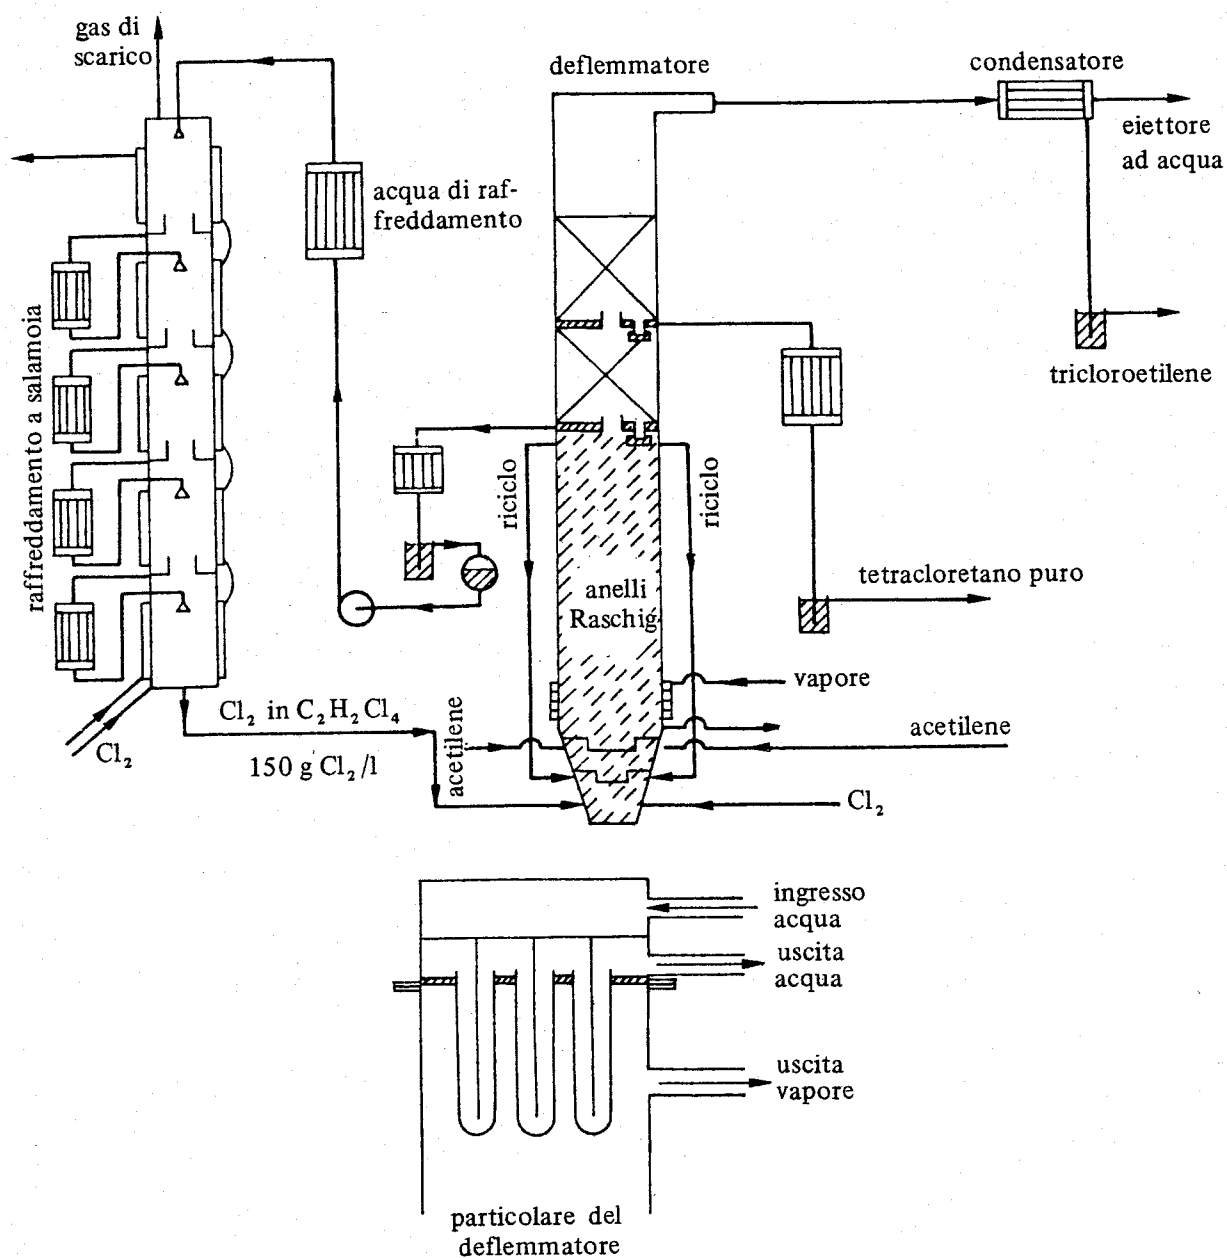 gas di
scarico
deflemmatore
condensatore
eiettore
ad acqua
acqua di raf-
freddamento
raffreddamento a salamoia
tricloroetilene
riciclo
riciclo
anelli
Raschig
tetracloretano puro
vapore
acetilene
acetilene
Cl₂ in C₂H₂Cl₄
150 g Cl₂/l
Cl₂
Cl₂
ingresso
acqua
uscita
acqua
uscita
vapore
particolare del
deflemmatore